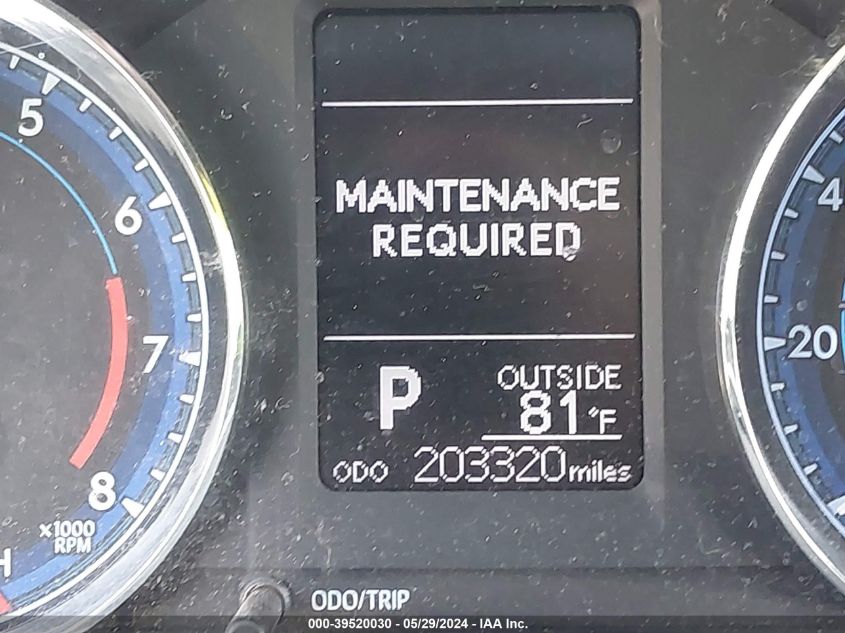 5
6
7
8
x1000
RPM
H
MAINTENANCE
REQUIRED
P
OUTSIDE
81°F
ODO 203320 miles
4
20
ODO/TRIP
000-39520030 - 05/29/2024 - IAA Inc.